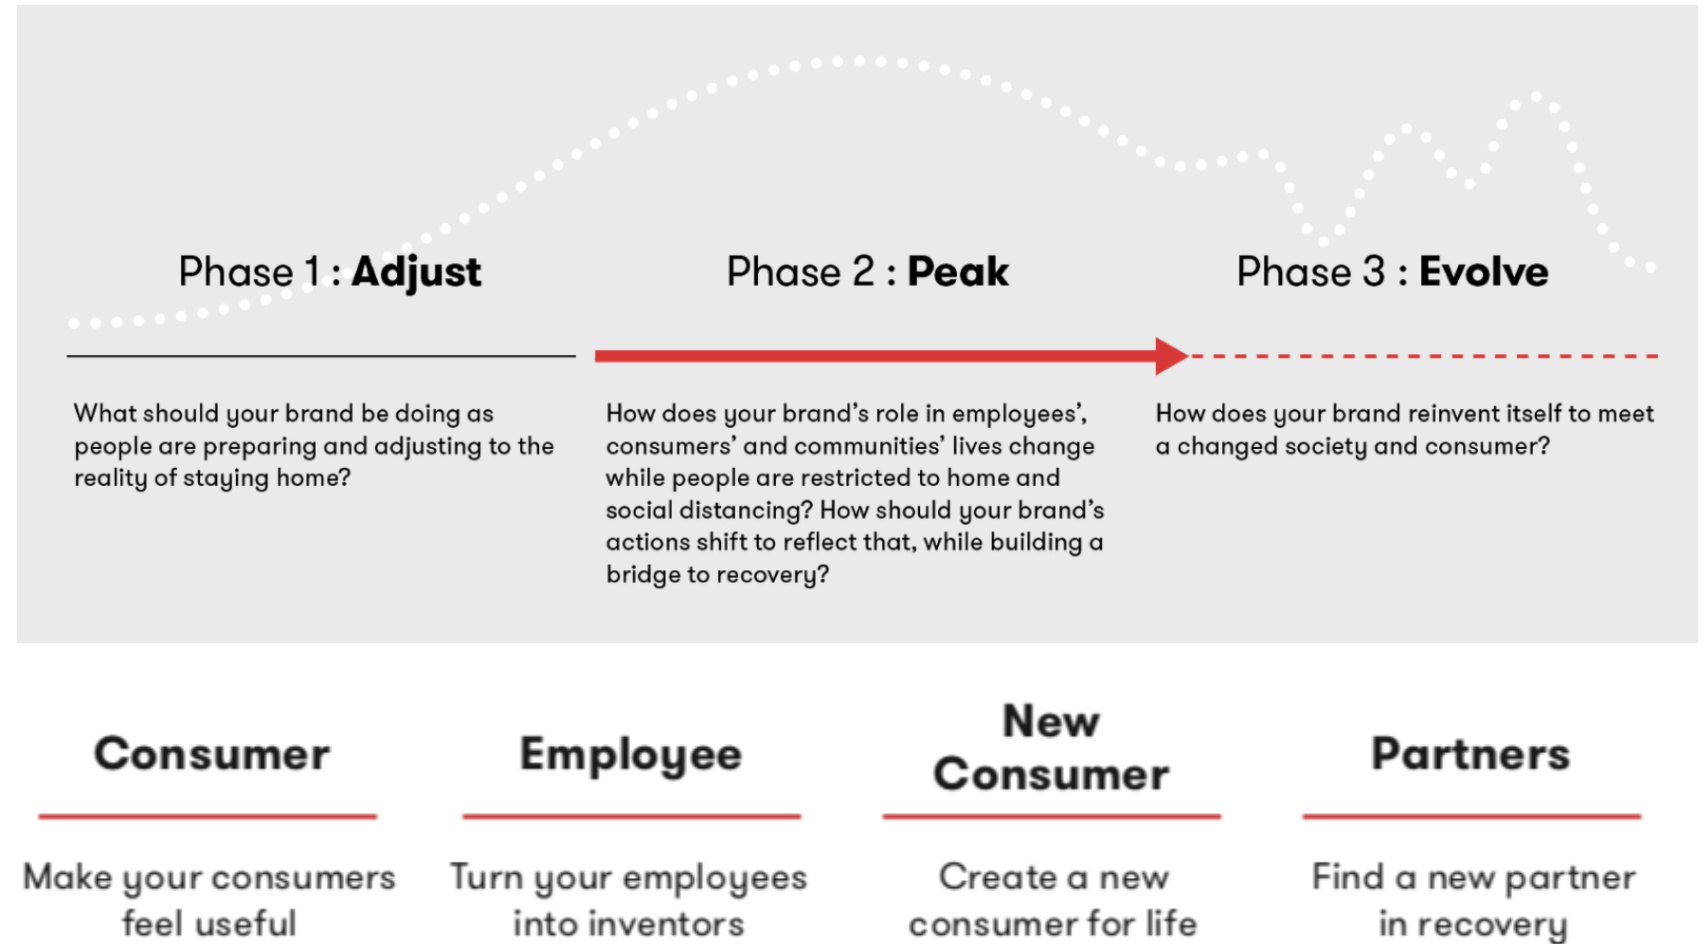 Phase 1 : Adjust
What should your brand be doing as
people are preparing and adjusting to the
reality of staying home?
Phase 2 : Peak
How does your brand’s role in employees’,
consumers’ and communities’ lives change
while people are restricted to home and
social distancing? How should your brand’s
actions shift to reflect that, while building a
bridge to recovery?
Phase 3 : Evolve
How does your brand reinvent itself to meet
a changed society and consumer?
Consumer
Make your consumers
feel useful
Employee
Turn your employees
into inventors
New
Consumer
Create a new
consumer for life
Partners
Find a new partner
in recovery